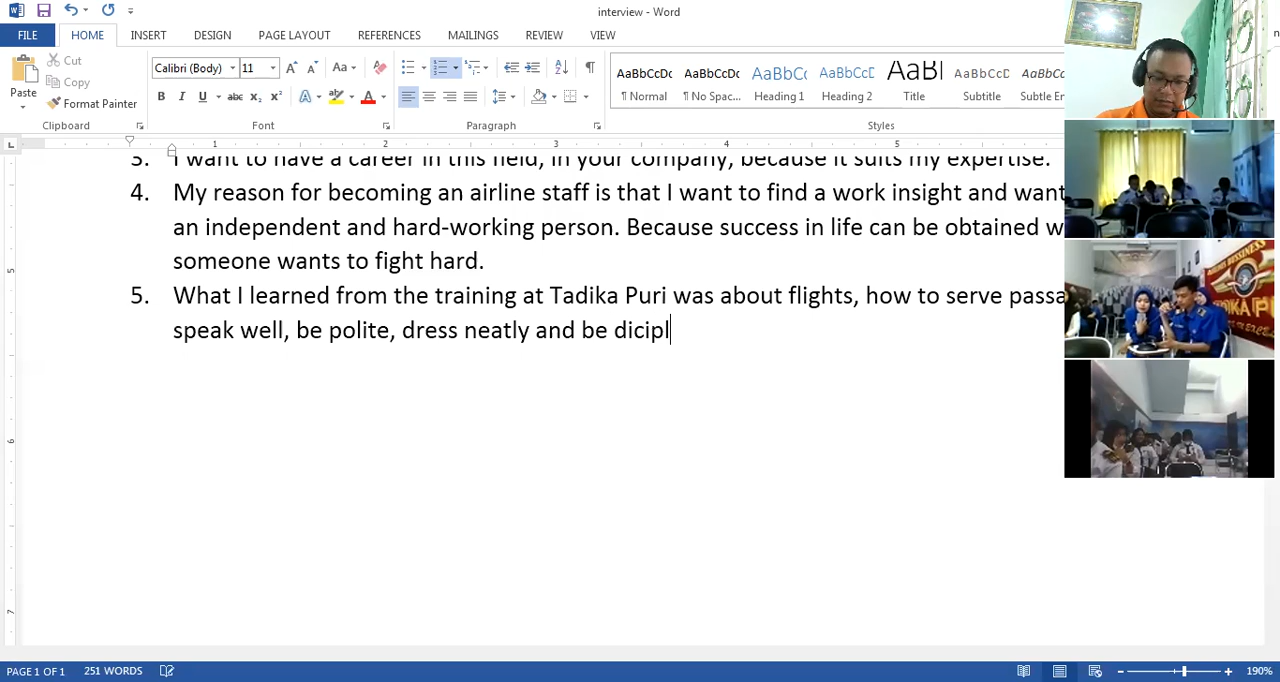 interview - Word
FILE HOME INSERT DESIGN PAGE LAYOUT REFERENCES MAILINGS REVIEW VIEW
Paste
Cut
Copy
Format Painter
Clipboard
Calibri (Body) 11
Font
Paragraph
AaBbCcDc AaBbCcDc AaBbCc AaBbCcD AaBl AaBbCcD
¶ Normal ¶ No Spac... Heading 1 Heading 2 Title Subtitle Subtle Em
Styles
3. I want to have a career in this field, in your company, because it suits my expertise.
4. My reason for becoming an airline staff is that I want to find a work insight and want
an independent and hard-working person. Because success in life can be obtained
someone wants to fight hard.
5. What I learned from the training at Tadika Puri was about flights, how to serve
speak well, be polite, dress neatly and be dicipl
AIRLINES BUSSINESS
PAGE 1 OF 1 251 WORDS 190%